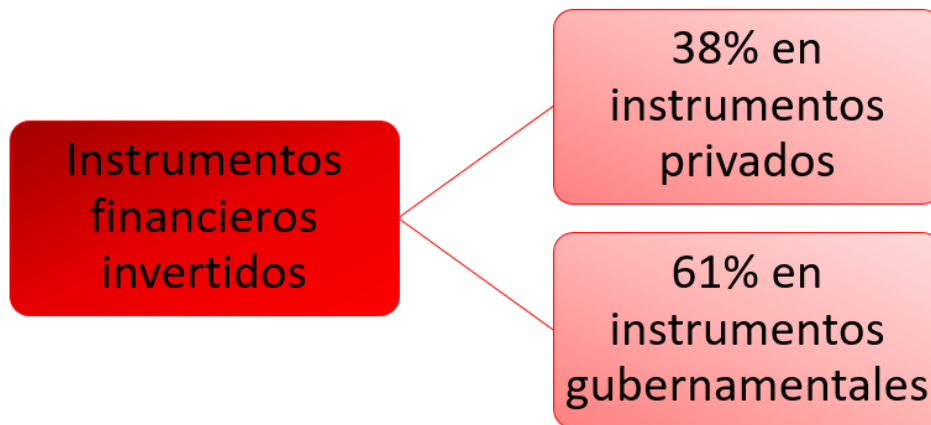 Instrumentos
financieros
invertidos
38% en
instrumentos
privados
61% en
instrumentos
gubernamentales